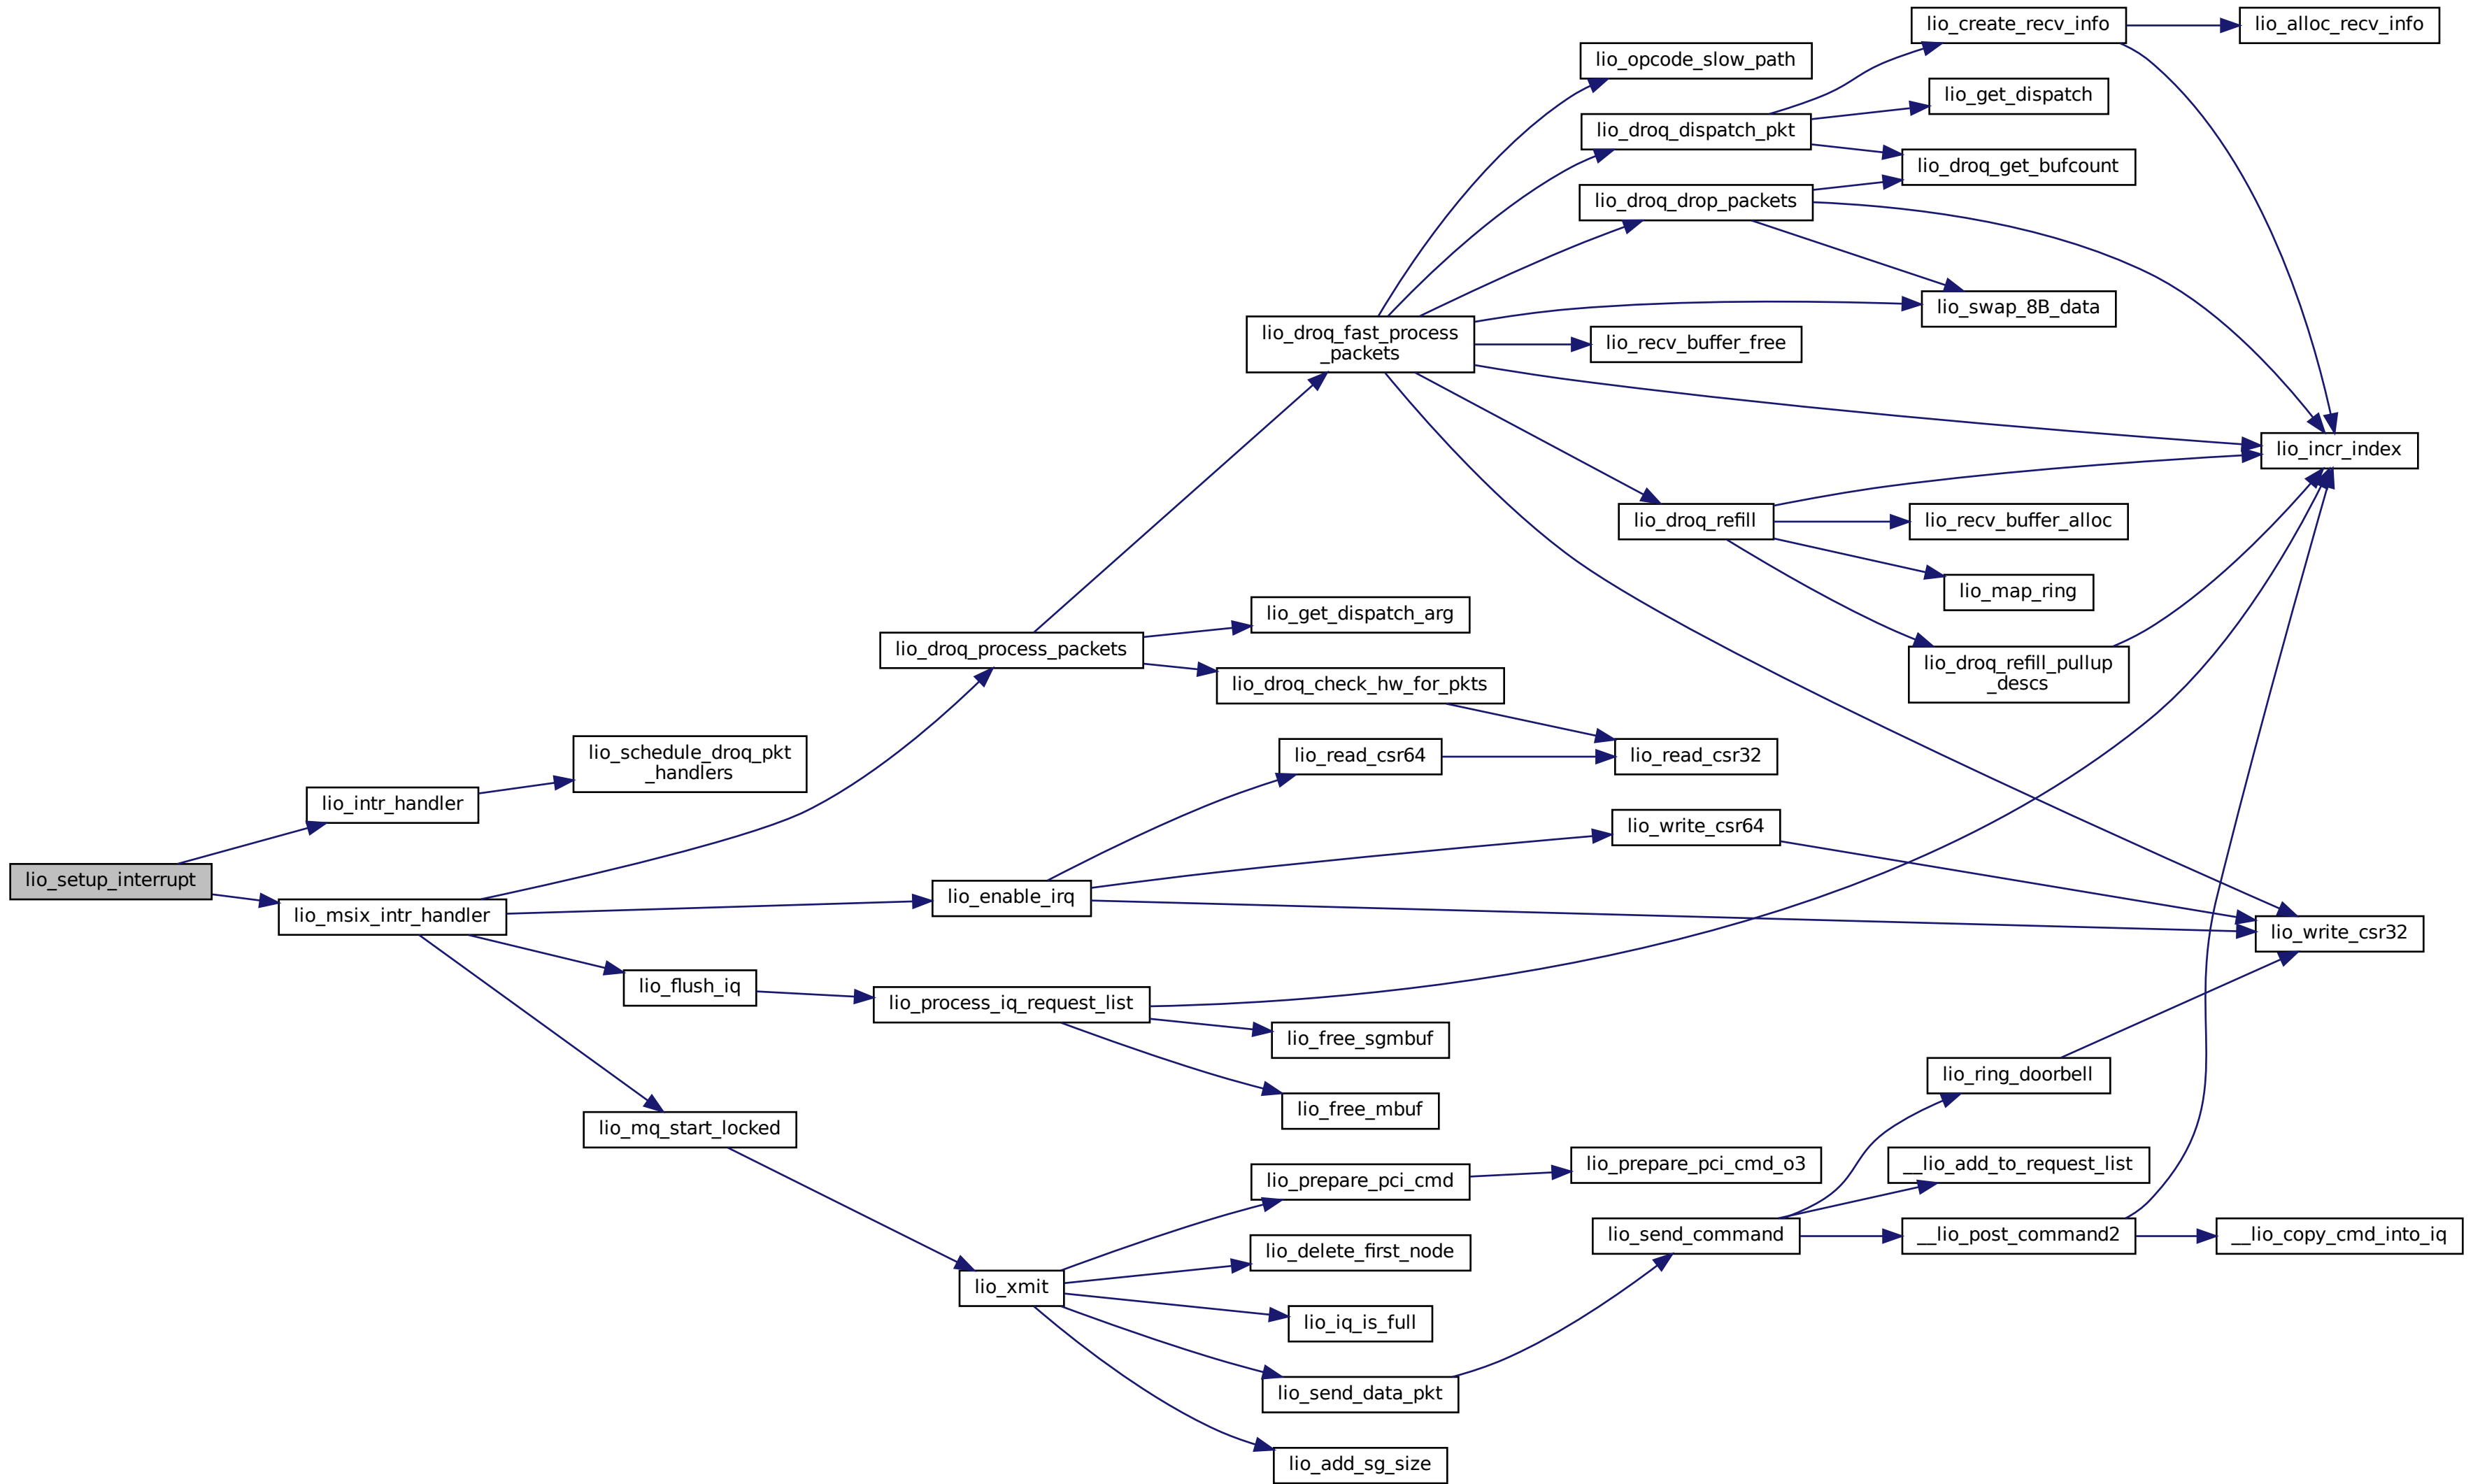 lio_setup_interrupt
lio_intr_handler
lio_schedule_droq_pkt
_handlers
lio_msix_intr_handler
lio_droq_process_packets
lio_enable_irq
lio_flush_iq
lio_process_iq_request_list
lio_mq_start_locked
lio_xmit
lio_droq_fast_process
_packets
lio_get_dispatch_arg
lio_droq_check_hw_for_pkts
lio_read_csr64
lio_free_sgmbuf
lio_free_mbuf
lio_prepare_pci_cmd
lio_delete_first_node
lio_iq_is_full
lio_send_data_pkt
lio_add_sg_size
lio_opcode_slow_path
lio_droq_dispatch_pkt
lio_droq_drop_packets
lio_recv_buffer_free
lio_droq_refill
lio_read_csr32
lio_write_csr64
lio_prepare_pci_cmd_o3
lio_send_command
lio_create_recv_info
lio_get_dispatch
lio_droq_get_bufcount
lio_swap_8B_data
lio_recv_buffer_alloc
lio_map_ring
lio_droq_refill_pullup
_descs
lio_ring_doorbell
__lio_add_to_request_list
__lio_post_command2
lio_alloc_recv_info
lio_incr_index
lio_write_csr32
__lio_copy_cmd_into_iq